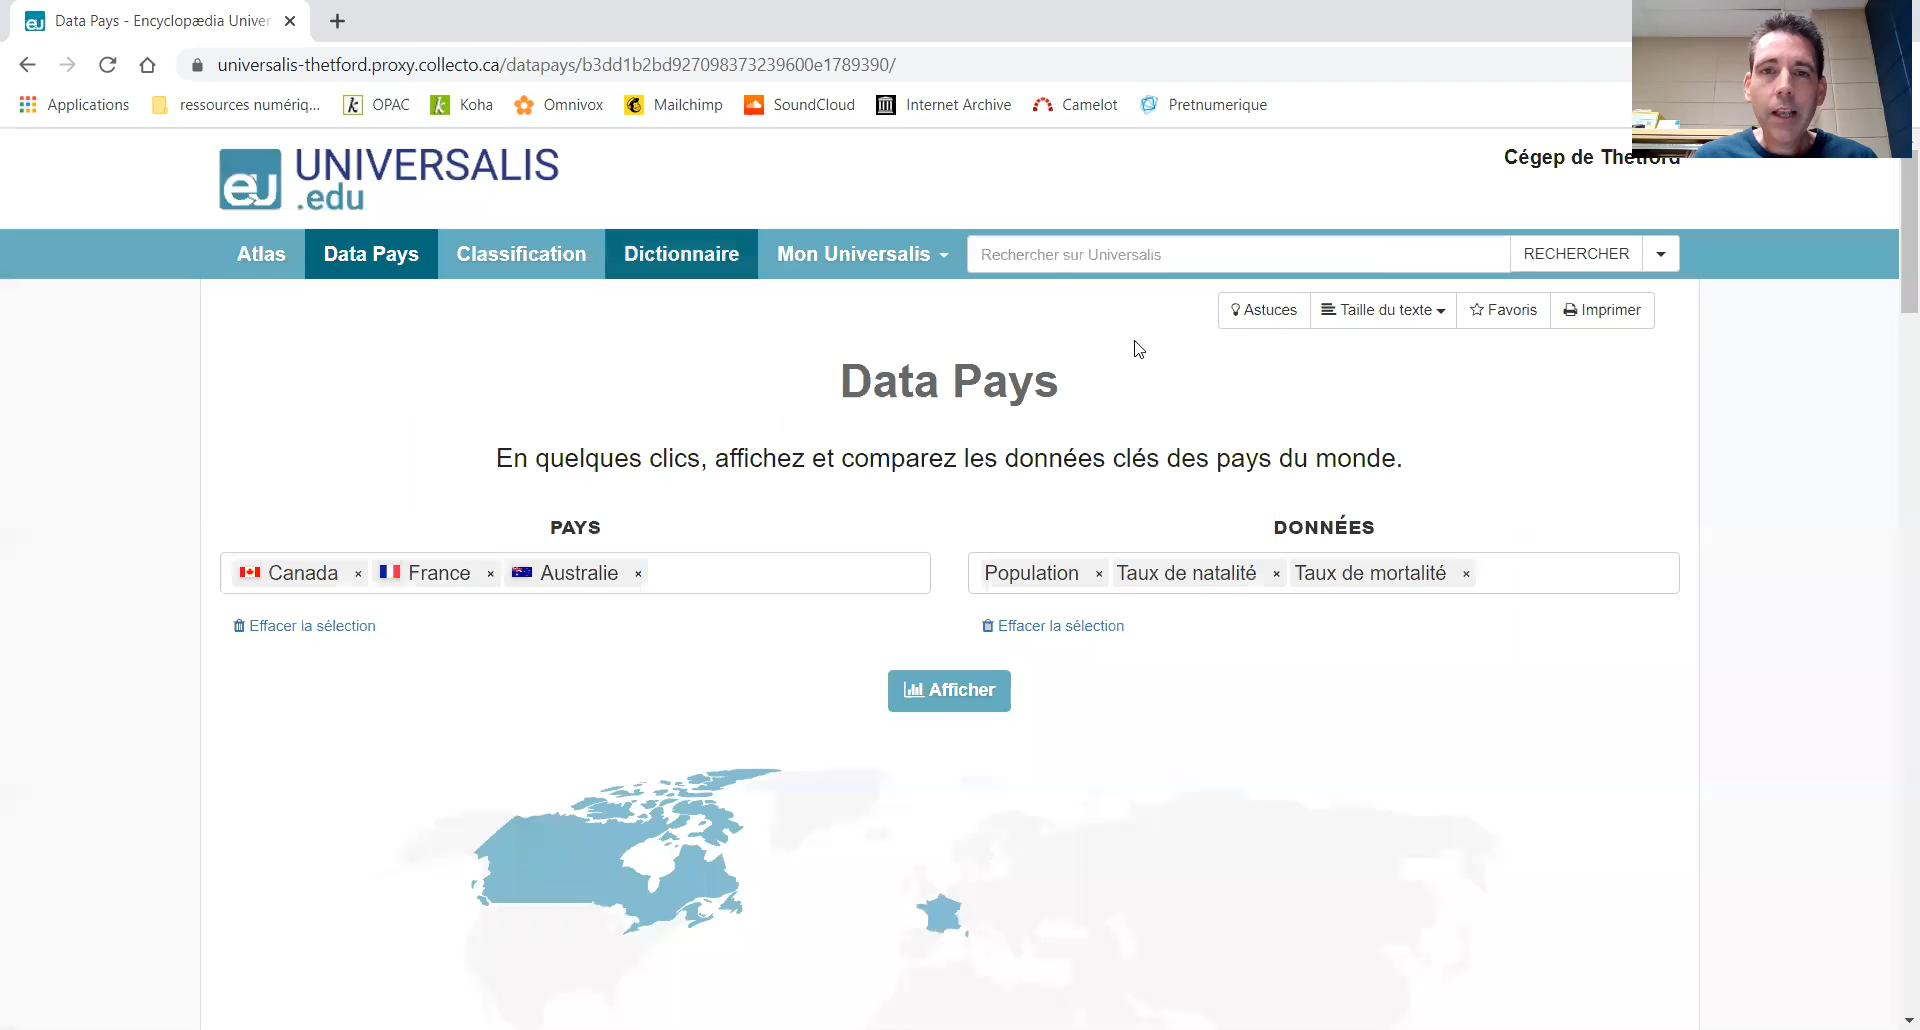 Data Pays - Encyclopædia Univer
universalis-thetford.proxy.collecto.ca/datapays/b3dd1b2bd927098373239600e1789390/
Applications ressources numériq... OPAC Koha Omnivox Mailchimp SoundCloud Internet Archive Camelot Pretnumerique
eu UNIVERSALIS
.edu
Cégep de Thetford
Atlas Data Pays Classification Dictionnaire Mon Universalis Rechercher sur Universalis RECHERCHER
Astuces Taille du texte Favoris Imprimer
Data Pays
En quelques clics, affichez et comparez les données clés des pays du monde.
PAYS DONNÉES
Canada × France × Australie × Population × Taux de natalité × Taux de mortalité ×
Effacer la sélection Effacer la sélection
Afficher